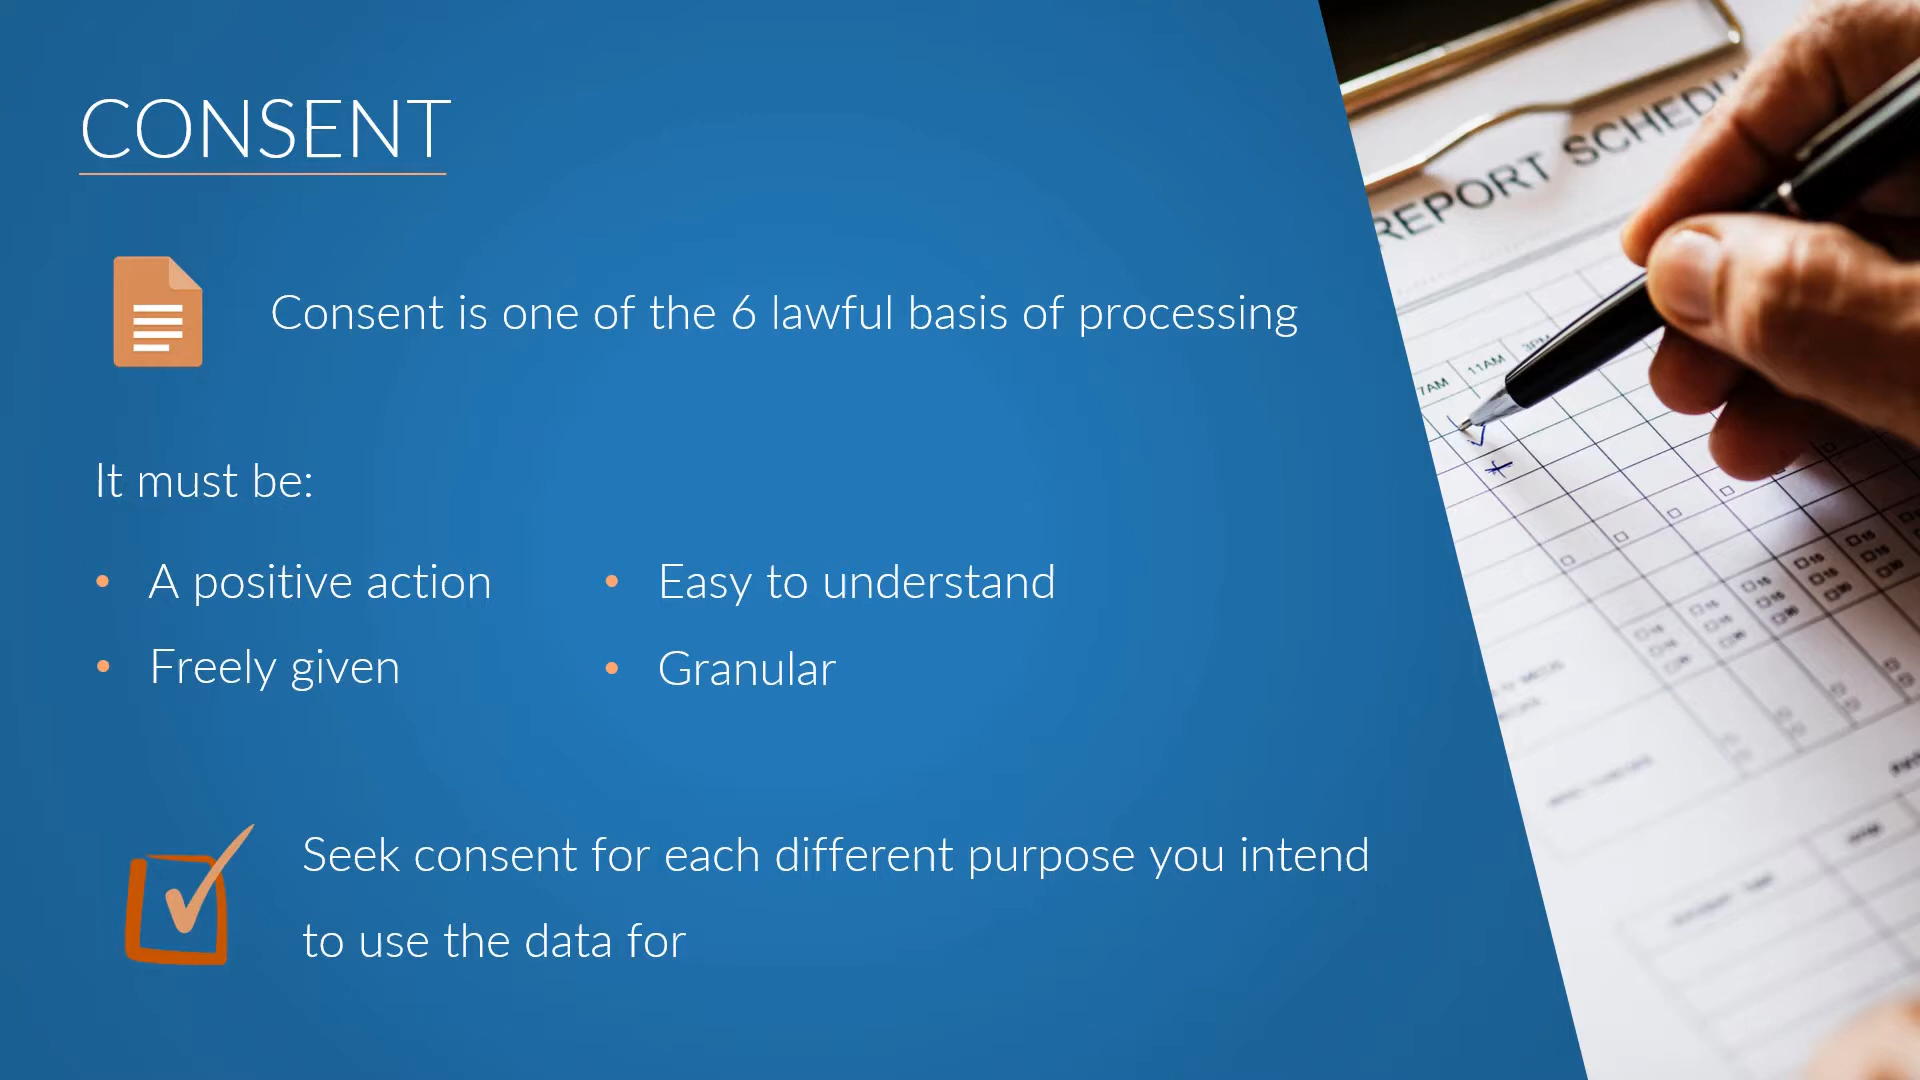 CONSENT
Consent is one of the 6 lawful basis of processing
It must be:
• A positive action
• Freely given
• Easy to understand
• Granular
Seek consent for each different purpose you intend
to use the data for
REPORT SCHEDU
7AM 11AM 3PM